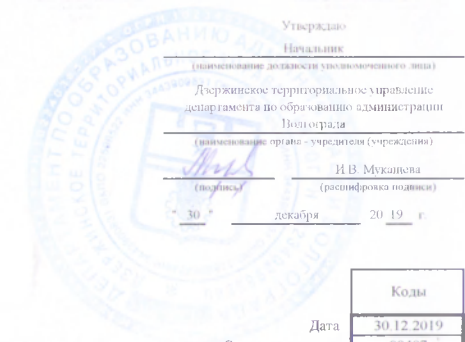 Утверждаю
Начальник
(наименование должности уполномоченного лица)
Дзержинское территориальное управление
департамента по образованию администрации
Волгограда
(наименование органа - учредителя (учреждения)
И.В. Муканцева
(подпись) (расшифровка подписи)
" 30 " декабря 20 19 г.
Коды
Дата 30.12.2019